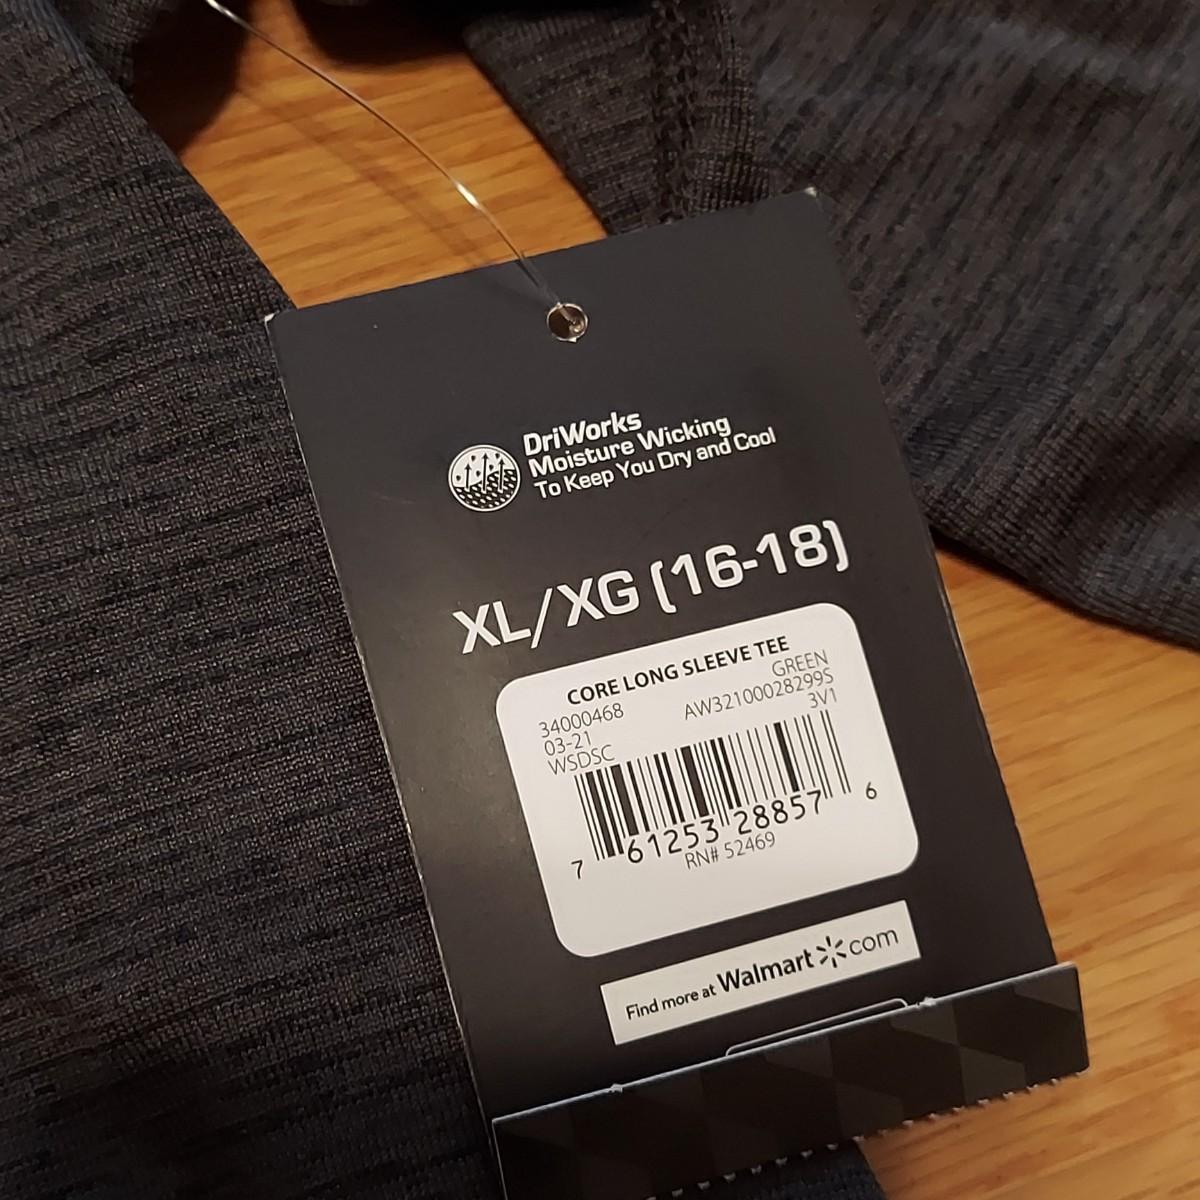 DriWorks
Moisture Wicking
To Keep You Dry and Cool
XL/XG (16-18)
CORE LONG SLEEVE TEE
GREEN
34000468 AW32100028299S
03-21 3V1
WSDSC
7 61253 28857 6
RN# 52469
Find more at Walmart.com